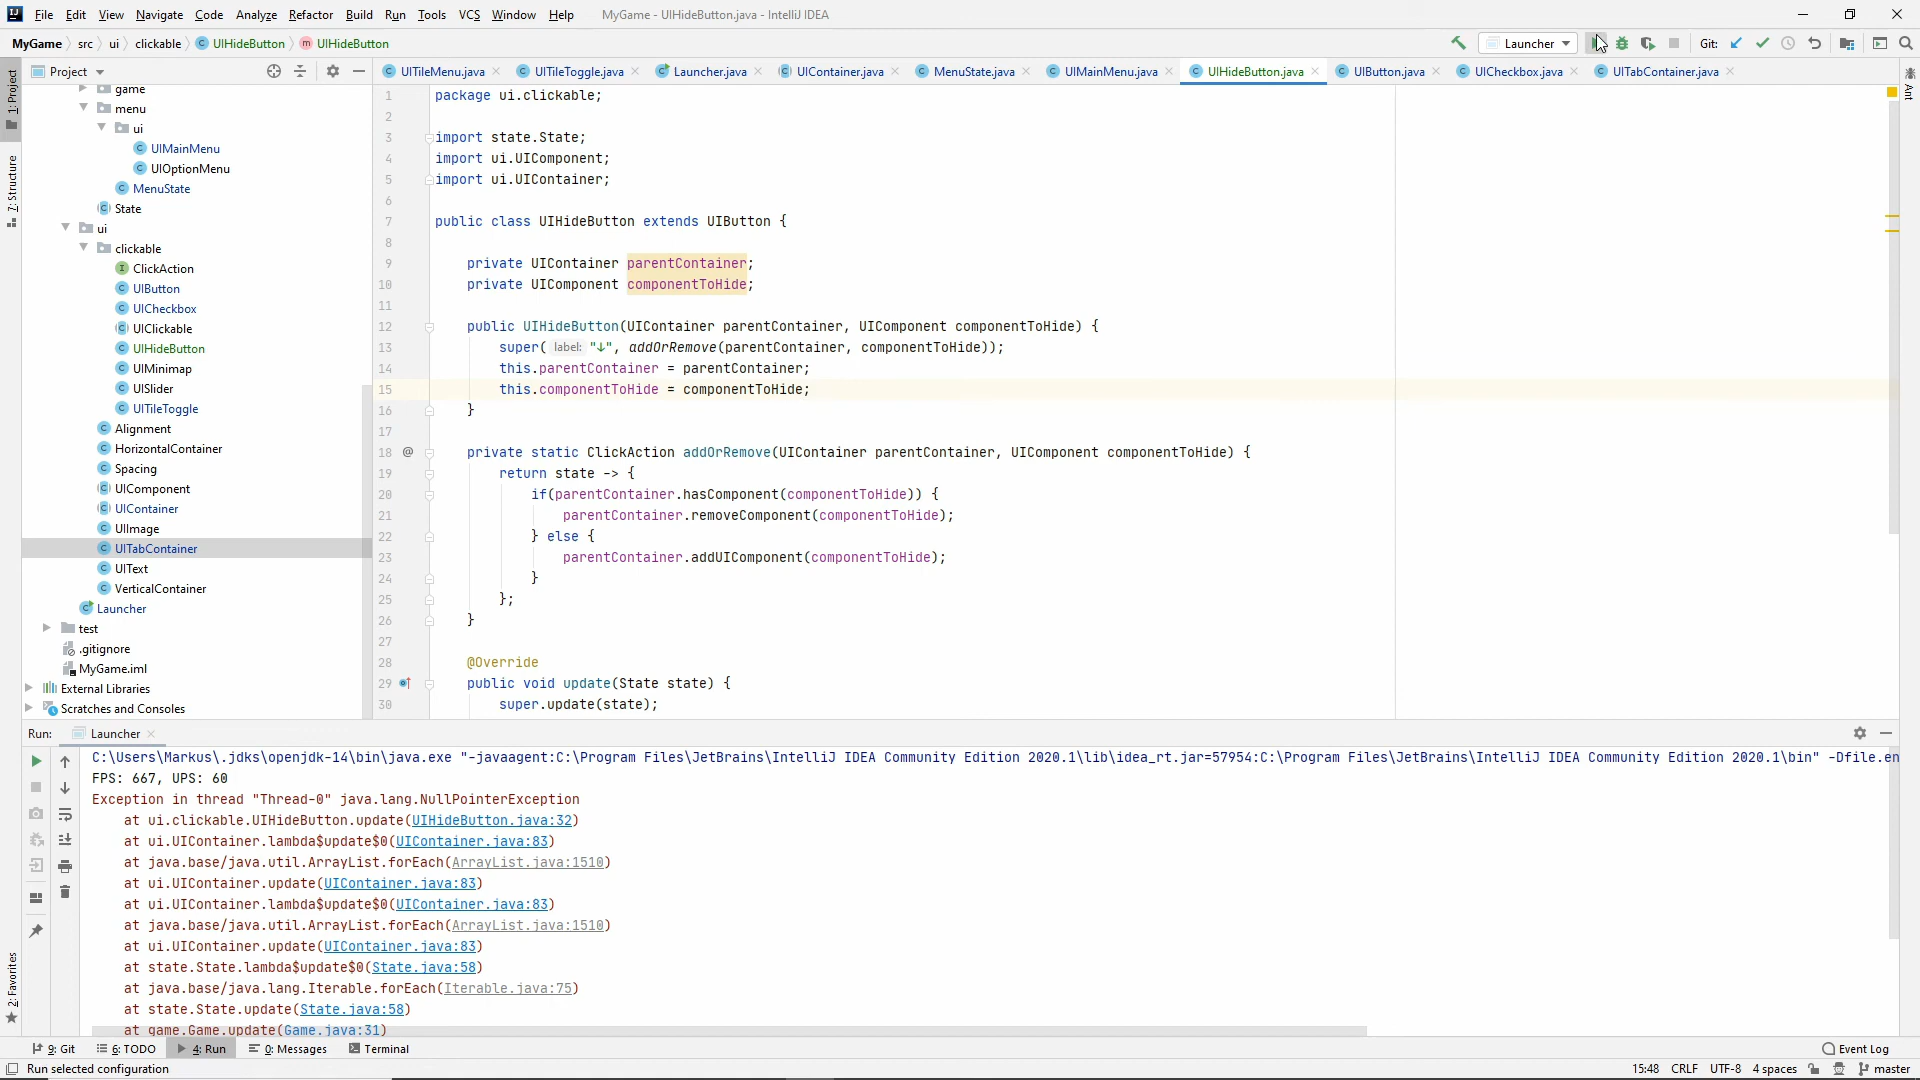 File Edit View Navigate Code Analyze Refactor Build Run Tools VCS Window Help MyGame - UIHideButton.java - IntelliJ IDEA
MyGame src ui clickable UIHideButton UIHideButton Launcher Git:
Project UITileMenu.java UITileToggle.java Launcher.java UIContainer.java MenuState.java UIMainMenu.java UIHideButton.java UIButton.java UICheckbox.java UITabContainer.java
1: Project
7: Structure
2: Favorites
Ant
game
menu
ui
UIMainMenu
UIOptionMenu
MenuState
State
ui
clickable
ClickAction
UIButton
UICheckbox
UIClickable
UIHideButton
UIMinimap
UISlider
UITileToggle
Alignment
HorizontalContainer
Spacing
UIComponent
UIContainer
UIImage
UITabContainer
UIText
VerticalContainer
Launcher
test
.gitignore
MyGame.iml
External Libraries
Scratches and Consoles
1 package ui.clickable;
2
3 import state.State;
4 import ui.UIComponent;
5 import ui.UIContainer;
6
7 public class UIHideButton extends UIButton {
8
9 private UIContainer parentContainer;
10 private UIComponent componentToHide;
11
12 public UIHideButton(UIContainer parentContainer, UIComponent componentToHide) {
13 super( label: "↓", addOrRemove(parentContainer, componentToHide));
14 this.parentContainer = parentContainer;
15 this.componentToHide = componentToHide;
16 }
17
18 @ private static ClickAction addOrRemove(UIContainer parentContainer, UIComponent componentToHide) {
19 return state -> {
20 if(parentContainer.hasComponent(componentToHide)) {
21 parentContainer.removeComponent(componentToHide);
22 } else {
23 parentContainer.addUIComponent(componentToHide);
24 }
25 };
26 }
27
28 @Override
29 public void update(State state) {
30 super.update(state);
Run: Launcher
C:\Users\Markus\.jdks\openjdk-14\bin\java.exe "-javaagent:C:\Program Files\JetBrains\IntelliJ IDEA Community Edition 2020.1\lib\idea_rt.jar=57954:C:\Program Files\JetBrains\IntelliJ IDEA Community Edition 2020.1\bin" -Dfile.en
FPS: 667, UPS: 60
Exception in thread "Thread-0" java.lang.NullPointerException
at ui.clickable.UIHideButton.update(UIHideButton.java:32)
at ui.UIContainer.lambda$update$0(UIContainer.java:83)
at java.base/java.util.ArrayList.forEach(ArrayList.java:1510)
at ui.UIContainer.update(UIContainer.java:83)
at ui.UIContainer.lambda$update$0(UIContainer.java:83)
at java.base/java.util.ArrayList.forEach(ArrayList.java:1510)
at ui.UIContainer.update(UIContainer.java:83)
at state.State.lambda$update$0(State.java:58)
at java.base/java.lang.Iterable.forEach(Iterable.java:75)
at state.State.update(State.java:58)
at game.Game.update(Game.java:31)
9: Git 6: TODO 4: Run 0: Messages Terminal Event Log
Run selected configuration 15:48 CRLF UTF-8 4 spaces master